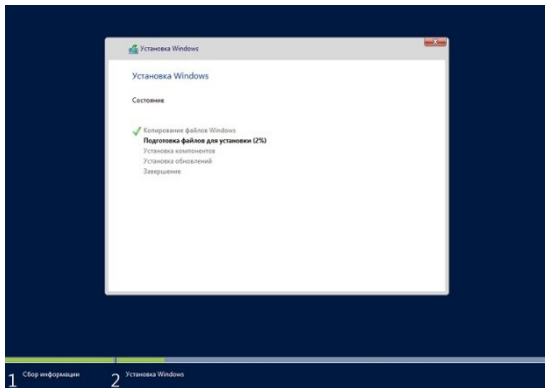 Установка Windows
Установка Windows
Состояние
Копирование файлов Windows
Подготовка файлов для установки (2%)
Установка компонентов
Установка обновлений
Завершение
1 Сбор информации
2 Установка Windows